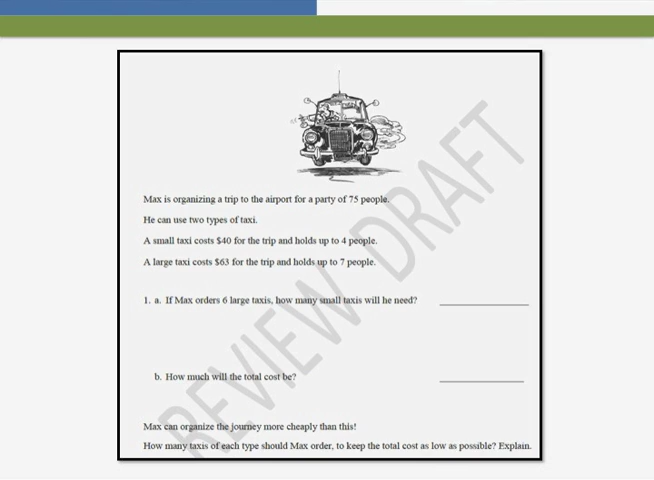 Max is organizing a trip to the airport for a party of 75 people.
He can use two types of taxi.
A small taxi costs $40 for the trip and holds up to 4 people.
A large taxi costs $63 for the trip and holds up to 7 people.
1. a. If Max orders 6 large taxis, how many small taxis will he need?
b. How much will the total cost be?
Max can organize the journey more cheaply than this!
How many taxis of each type should Max order, to keep the total cost as low as possible? Explain.
REVIEW DRAFT